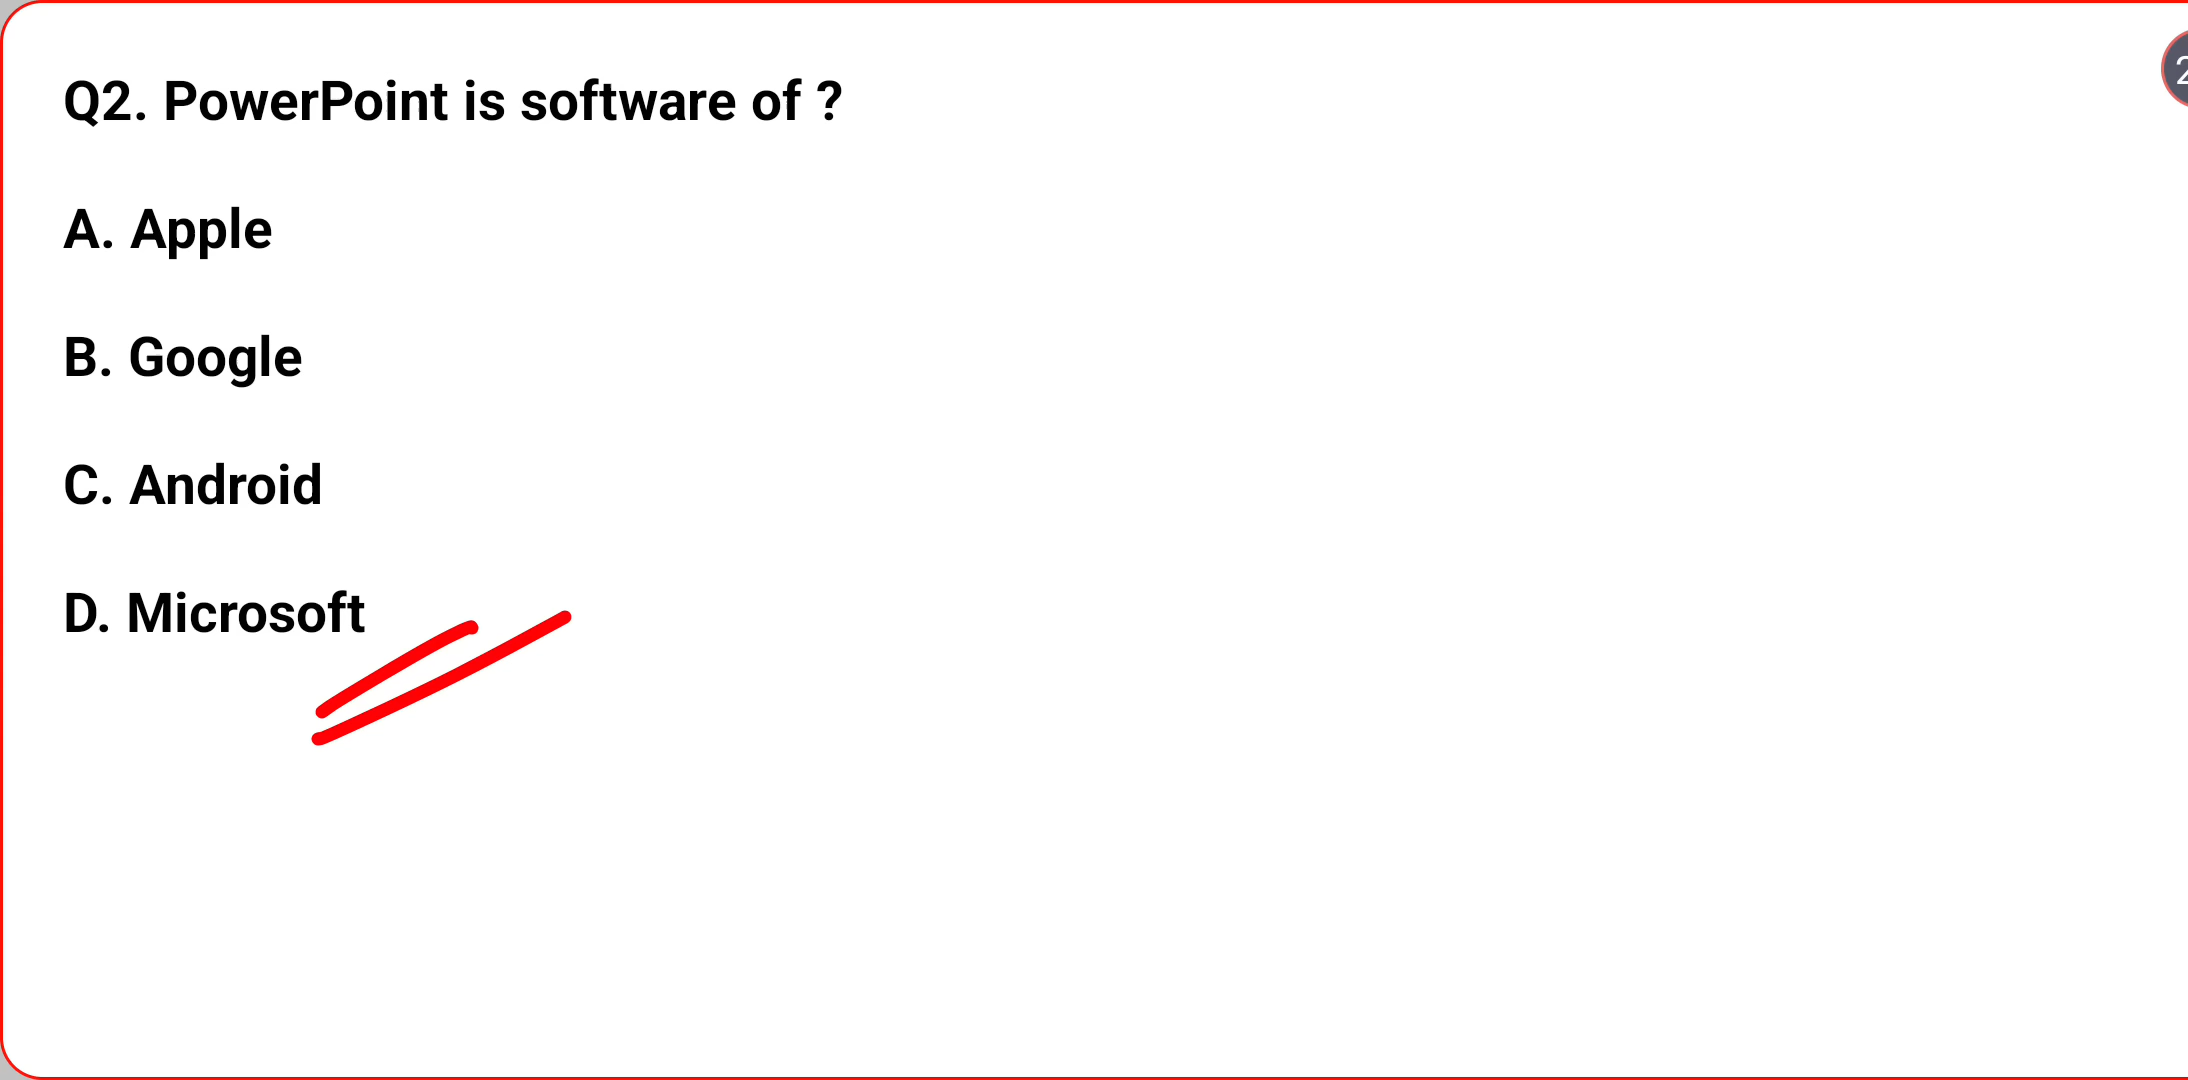 Q2. PowerPoint is software of ?
A. Apple
B. Google
C. Android
D. Microsoft